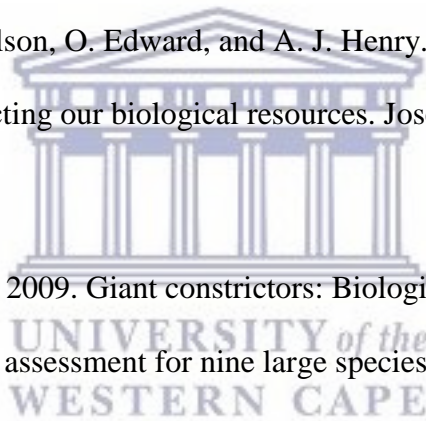 lson, O. Edward, and A. J. Henry.
cting our biological resources. Jos
2009. Giant constrictors: Biologi
UNIVERSITY of the
assessment for nine large species
WESTERN CAPE